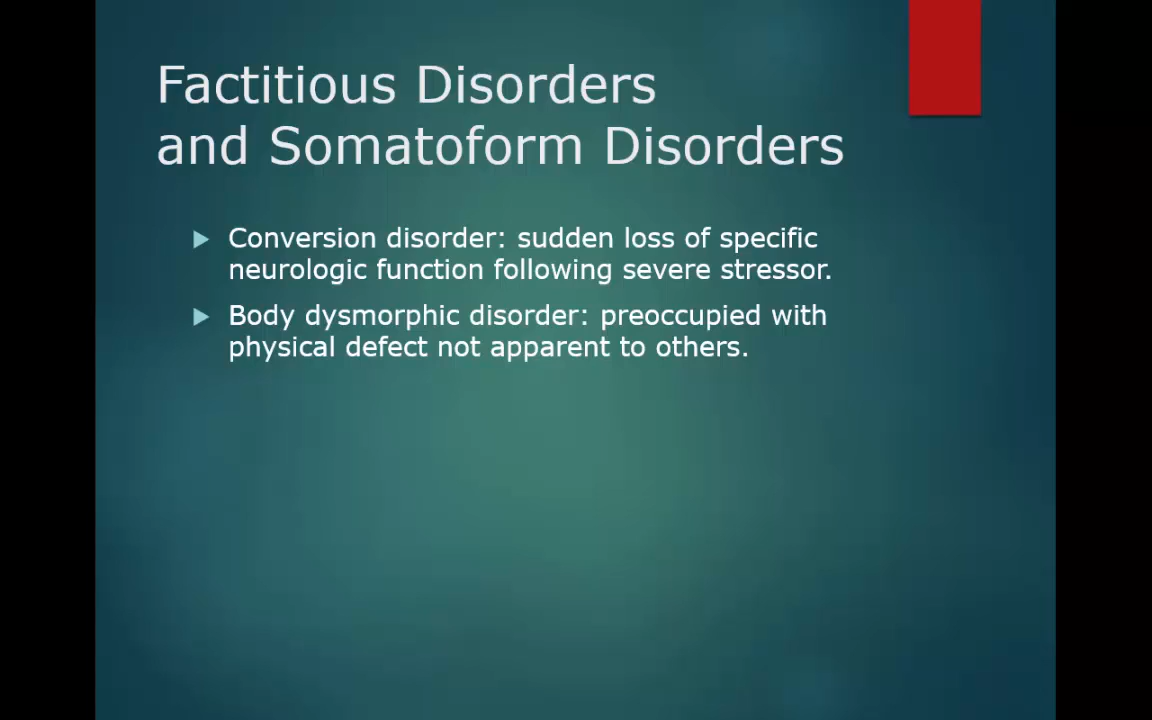 Factitious Disorders
and Somatoform Disorders
Conversion disorder: sudden loss of specific
neurologic function following severe stressor.
Body dysmorphic disorder: preoccupied with
physical defect not apparent to others.